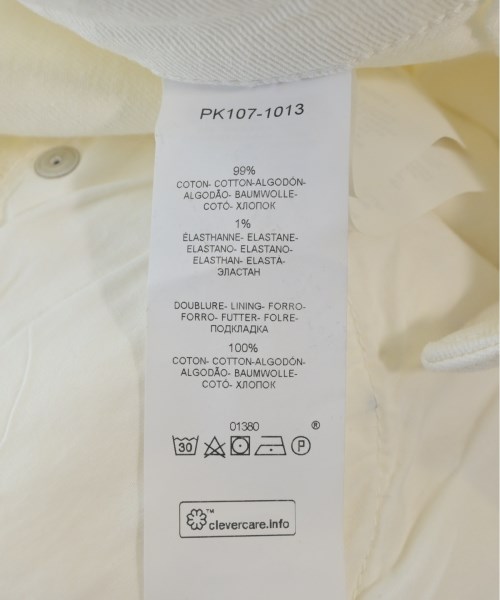 PK107-1013
99%
COTON- COTTON-ALGODÓN-
ALGODÃO- BAUMWOLLE-
COTÓ- ХЛОПОК
1%
ÉLASTHANNE- ELASTANE-
ELASTANO- ELASTANO-
ELASTHAN- ELASTA-
ЭЛАСТАН
DOUBLURE- LINING- FORRO-
FORRO- FUTTER- FOLRE-
ПОДКЛАДКА
100%
COTON- COTTON-ALGODÓN-
ALGODÃO- BAUMWOLLE-
COTÓ- ХЛОПОК
01380
®
30 P
™
clevercare.info